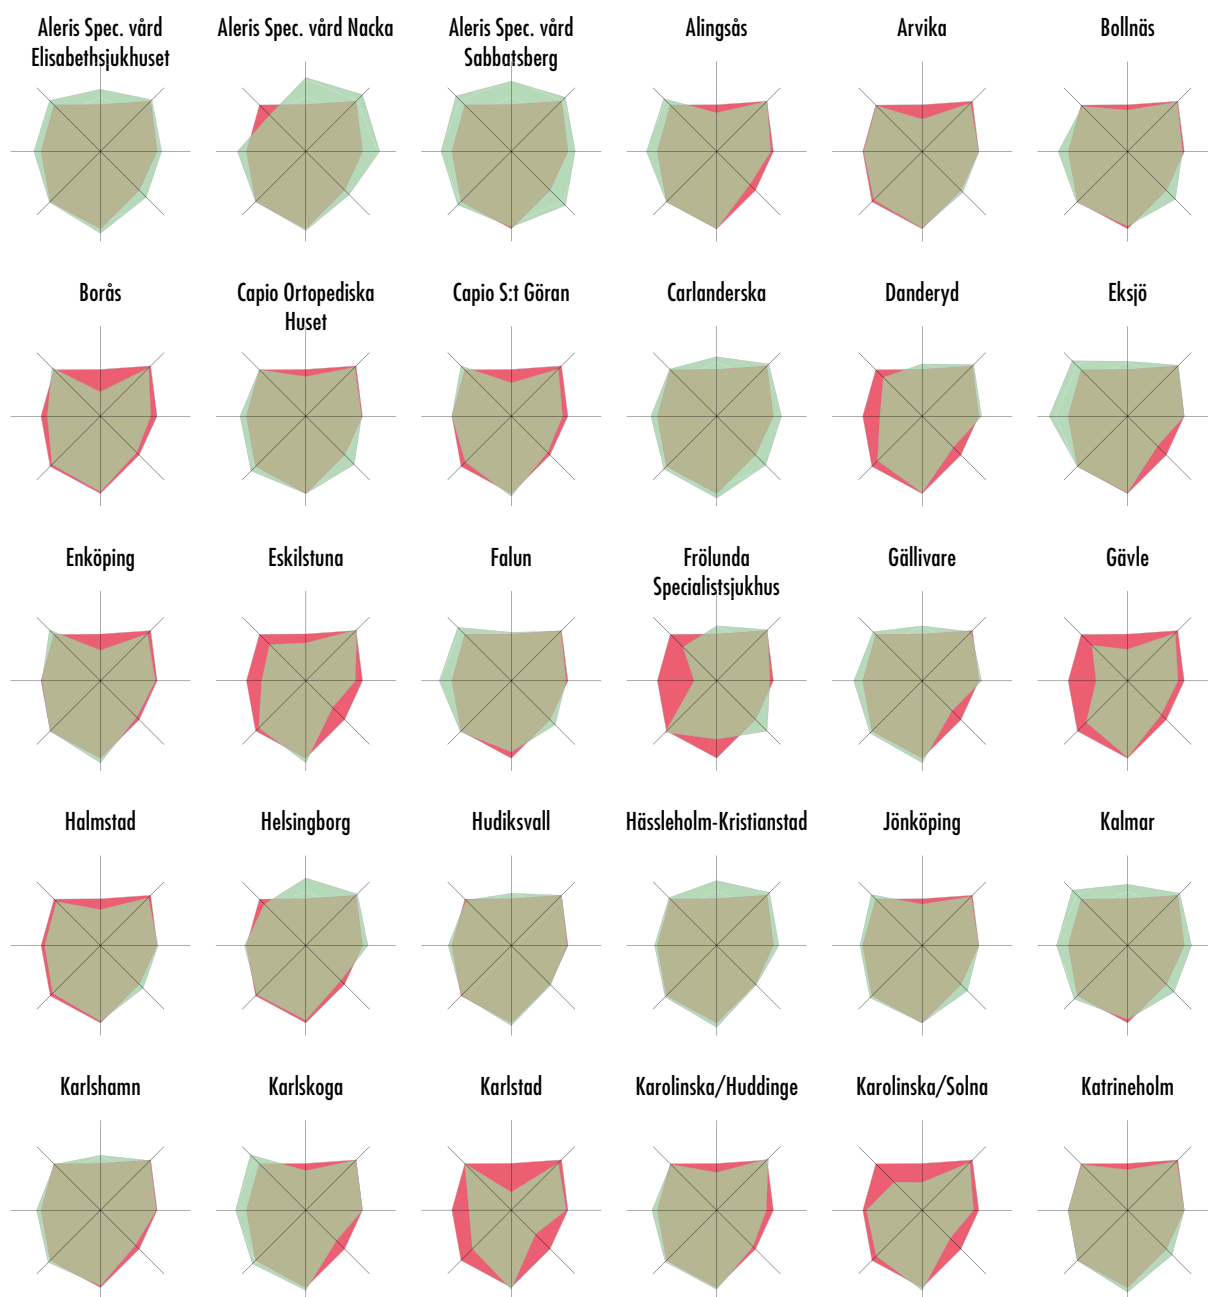 Aleris Spec. vård
Elisabethsjukhuset
Aleris Spec. vård Nacka
Aleris Spec. vård
Sabbatsberg
Alingsås
Arvika
Bollnäs
Borås
Capio Ortopediska
Huset
Capio S:t Göran
Carlanderska
Danderyd
Eksjö
Enköping
Eskilstuna
Falun
Frölunda
Specialistsjukhus
Gällivare
Gävle
Halmstad
Helsingborg
Hudiksvall
Hässleholm-Kristianstad
Jönköping
Kalmar
Karlshamn
Karlskoga
Karlstad
Karolinska/Huddinge
Karolinska/Solna
Katrineholm